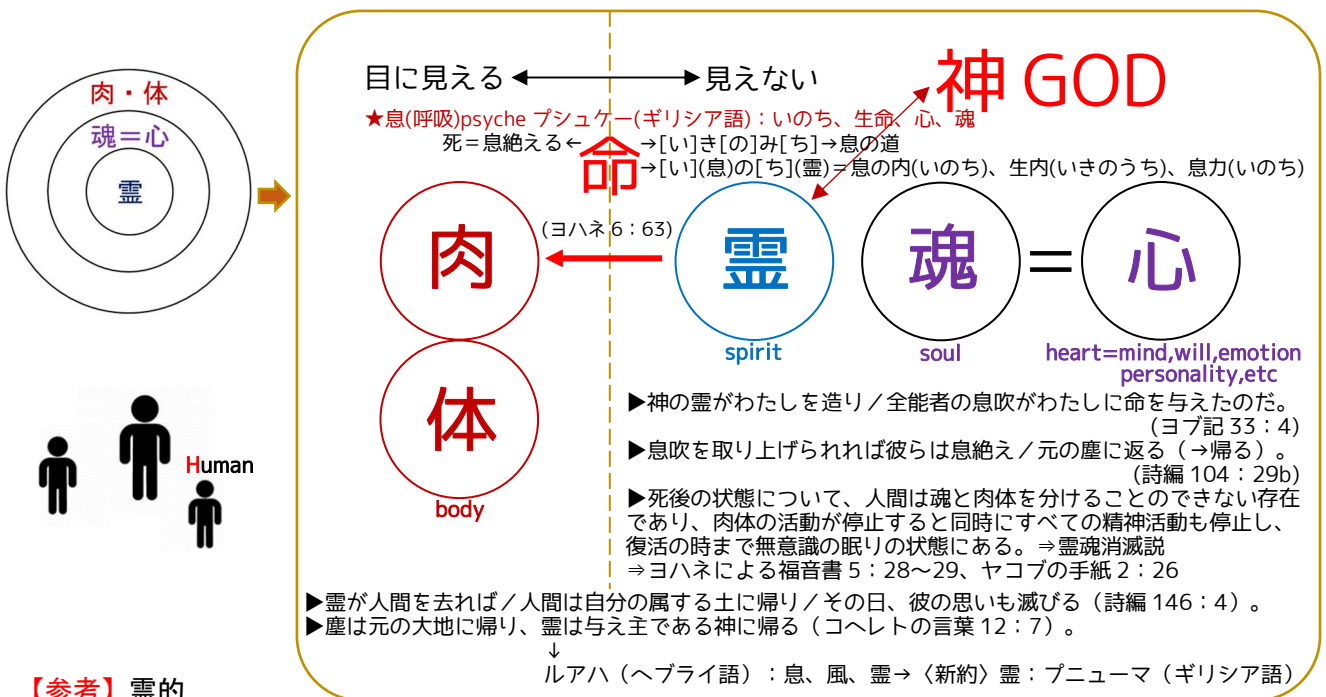 肉・体
魂＝心
霊
Human
目に見える
見えない
神 GOD
★息(呼吸)psyche プシュケー(ギリシア語)：いのち、生命、心、魂
死＝息絶える←
命
→[い]き[の]み[ち]→息の道
→[い](息)の[ち](霊)＝息の内(いのち)、生内(いきのうち)、息力(いのち)
肉
(ヨハネ 6：63)
霊
魂
＝
心
spirit
soul
heart=mind,will,emotion
personality,etc
体
body
▶神の霊がわたしを造り／全能者の息吹がわたしに命を与えたのだ。
(ヨブ記 33：4)
▶息吹を取り上げられれば彼らは息絶え／元の塵に返る（→帰る）。
(詩編 104：29b)
▶死後の状態について、人間は魂と肉体を分けることのできない存在
であり、肉体の活動が停止すると同時にすべての精神活動も停止し、
復活の時まで無意識の眠りの状態にある。⇒霊魂消滅説
⇒ヨハネによる福音書 5：28～29、ヤコブの手紙 2：26
▶霊が人間を去れば／人間は自分の属する土に帰り／その日、彼の思いも滅びる（詩編 146：4）。
▶塵は元の大地に帰り、霊は与え主である神に帰る（コヘレトの言葉 12：7）。
↓
ルアハ（ヘブライ語）：息、風、霊→〈新約〉霊：プニューマ（ギリシア語）
【参考】霊的